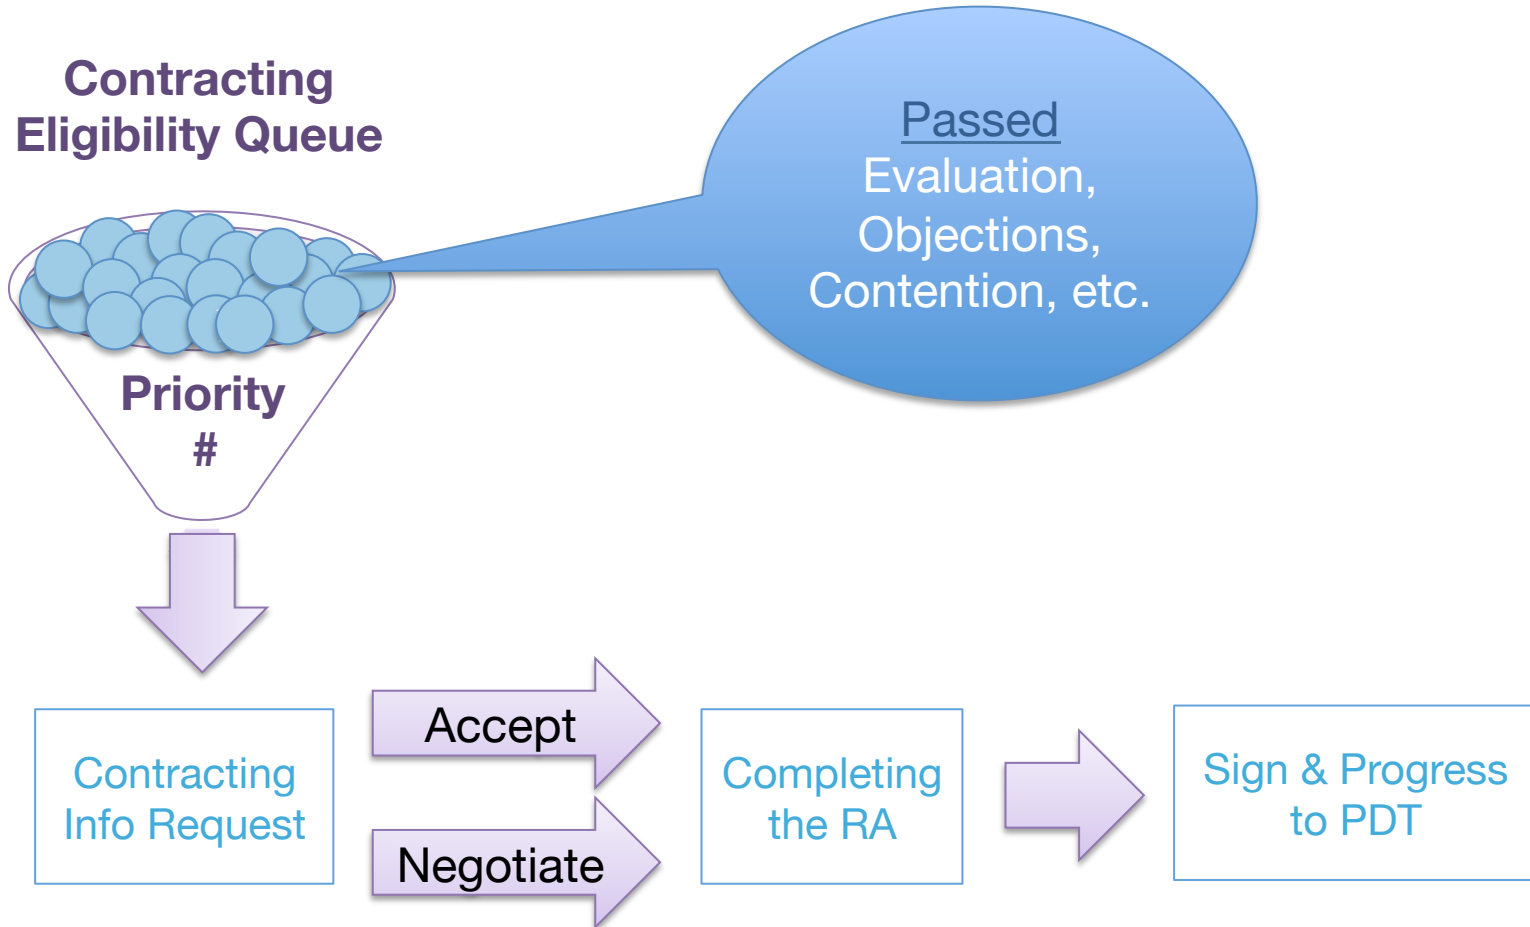 Contracting
Eligibility Queue
Passed
Evaluation,
Objections,
Contention, etc.
Priority
#
Contracting
Info Request
Accept
Negotiate
Completing
the RA
Sign & Progress
to PDT